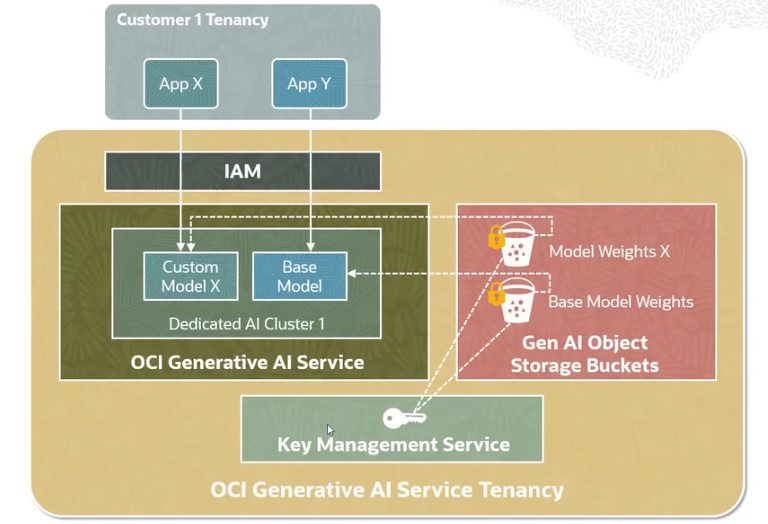 Customer 1 Tenancy
App X
App Y
IAM
Custom
Model X
Base
Model
Dedicated AI Cluster 1
OCI Generative AI Service
Model Weights X
Base Model Weights
Gen AI Object
Storage Buckets
Key Management Service
OCI Generative AI Service Tenancy